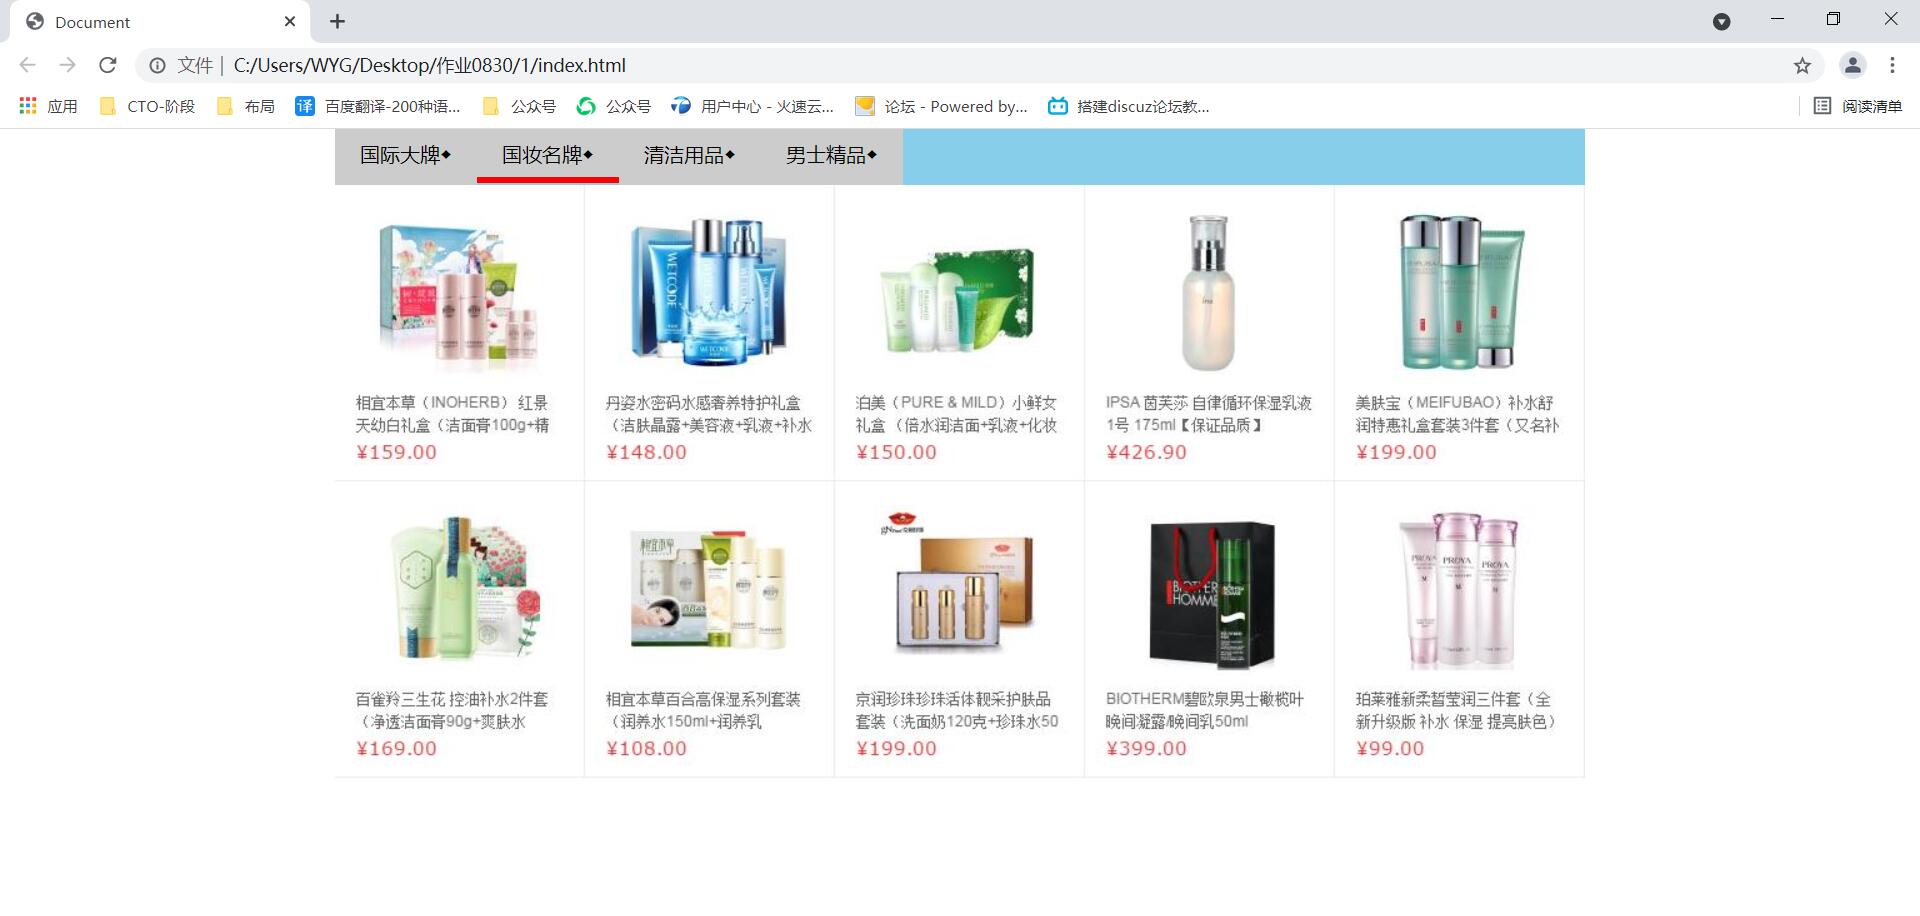 Document
文件 | C:/Users/WYG/Desktop/作业0830/1/index.html
应用 CTO-阶段 布局 译 百度翻译-200种语... 公众号 公众号 用户中心 - 火速云... 论坛 - Powered by... 搭建discuz论坛教... 阅读清单
国际大牌◆ 国妆名牌◆ 清洁用品◆ 男士精品◆
WETCODE
WETCODE
ipsa
相宜本草（INOHERB） 红景
天幼白礼盒（洁面膏100g+精
¥159.00
丹姿水密码水感奢养特护礼盒
（洁肤晶露+美容液+乳液+补水
¥148.00
泊美（PURE & MILD）小鲜女
礼盒 （倍水润洁面+乳液+化妆
¥150.00
IPSA 茵芙莎 自律循环保湿乳液
1号 175ml【保证品质】
¥426.90
美肤宝（MEIFUBAO）补水舒
润特惠礼盒套装3件套（又名补
¥199.00
相宜本草
BIOTHERM
HOMME
PROYA
PROYA
百雀羚三生花 控油补水2件套
（净透洁面膏90g+爽肤水
¥169.00
相宜本草百合高保湿系列套装
（润养水150ml+润养乳
¥108.00
京润珍珠珍珠活体靓采护肤品
套装（洗面奶120克+珍珠水50
¥199.00
BIOTHERM碧欧泉男士橄榄叶
晚间凝露/晚间乳50ml
¥399.00
珀莱雅新柔皙莹润三件套（全
新升级版 补水 保湿 提亮肤色）
¥99.00